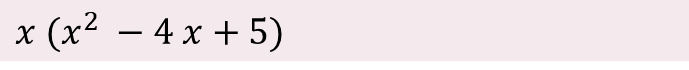 x (x² − 4 x + 5)